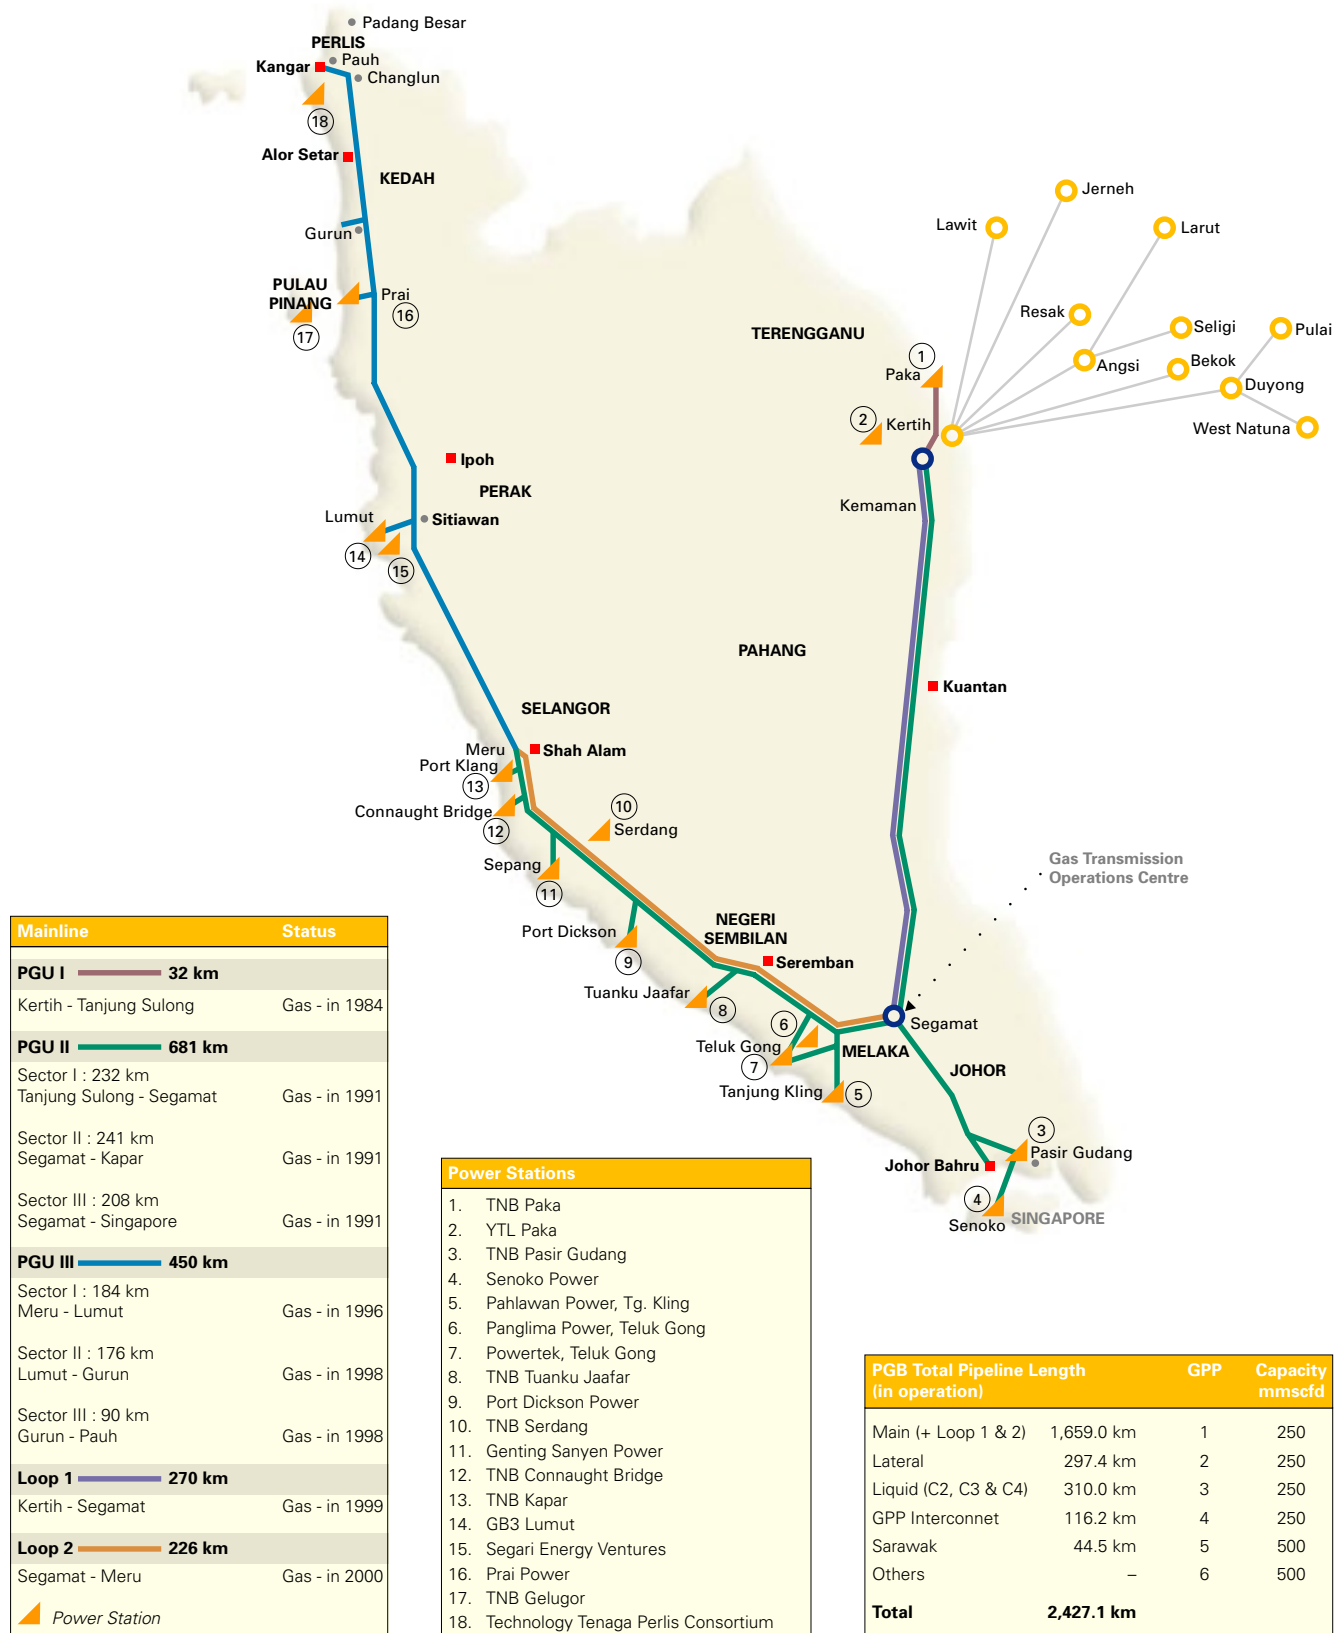 Padang Besar
PERLIS
Pauh
Kangar
Changlun
18
Alor Setar
KEDAH
Gurun
PULAU
PINANG
Prai
16
17
Jerneh
Lawit
Larut
Resak
Seligi
Pulai
TERENGGANU
1
Paka
Angsi
Bekok
Duyong
2
Kertih
West Natuna
Ipoh
PERAK
Lumut
Sitiawan
14
15
Kemaman
PAHANG
Kuantan
SELANGOR
Meru
Shah Alam
Port Klang
13
Connaught Bridge
12
10
Serdang
Sepang
11
Gas Transmission
Operations Centre
Port Dickson
9
NEGERI
SEMBILAN
Seremban
Tuanku Jaafar
8
6
Segamat
Teluk Gong
7
MELAKA
JOHOR
Tanjung Kling
5
3
Pasir Gudang
Johor Bahru
4
Senoko
SINGAPORE
Mainline Status
PGU I 32 km
Kertih - Tanjung Sulong Gas - in 1984
PGU II 681 km
Sector I : 232 km
Tanjung Sulong - Segamat Gas - in 1991
Sector II : 241 km
Segamat - Kapar Gas - in 1991
Sector III : 208 km
Segamat - Singapore Gas - in 1991
PGU III 450 km
Sector I : 184 km
Meru - Lumut Gas - in 1996
Sector II : 176 km
Lumut - Gurun Gas - in 1998
Sector III : 90 km
Gurun - Pauh Gas - in 1998
Loop 1 270 km
Kertih - Segamat Gas - in 1999
Loop 2 226 km
Segamat - Meru Gas - in 2000
Power Station
Power Stations
1. TNB Paka
2. YTL Paka
3. TNB Pasir Gudang
4. Senoko Power
5. Pahlawan Power, Tg. Kling
6. Panglima Power, Teluk Gong
7. Powertek, Teluk Gong
8. TNB Tuanku Jaafar
9. Port Dickson Power
10. TNB Serdang
11. Genting Sanyen Power
12. TNB Connaught Bridge
13. TNB Kapar
14. GB3 Lumut
15. Segari Energy Ventures
16. Prai Power
17. TNB Gelugor
18. Technology Tenaga Perlis Consortium
PGB Total Pipeline Length GPP Capacity
(in operation) mmscfd
Main (+ Loop 1 & 2) 1,659.0 km 1 250
Lateral 297.4 km 2 250
Liquid (C2, C3 & C4) 310.0 km 3 250
GPP Interconnet 116.2 km 4 250
Sarawak 44.5 km 5 500
Others – 6 500
Total 2,427.1 km